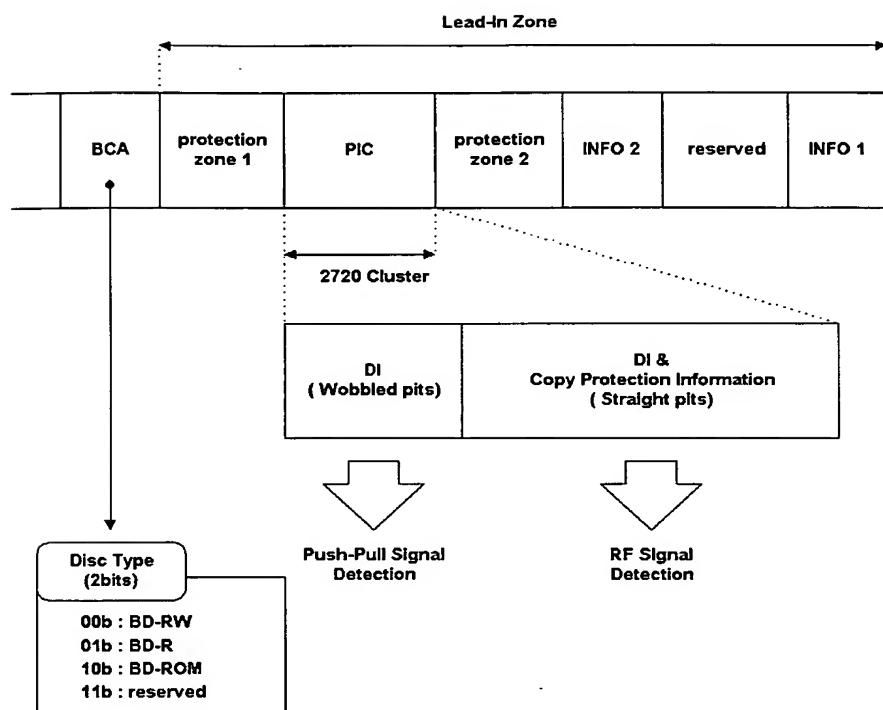 Lead-In Zone
BCA
protection
zone 1
PIC
protection
zone 2
INFO 2
reserved
INFO 1
2720 Cluster
DI
( Wobbled pits)
DI &
Copy Protection Information
( Straight pits)
Push-Pull Signal
Detection
RF Signal
Detection
Disc Type
(2bits)
00b : BD-RW
01b : BD-R
10b : BD-ROM
11b : reserved